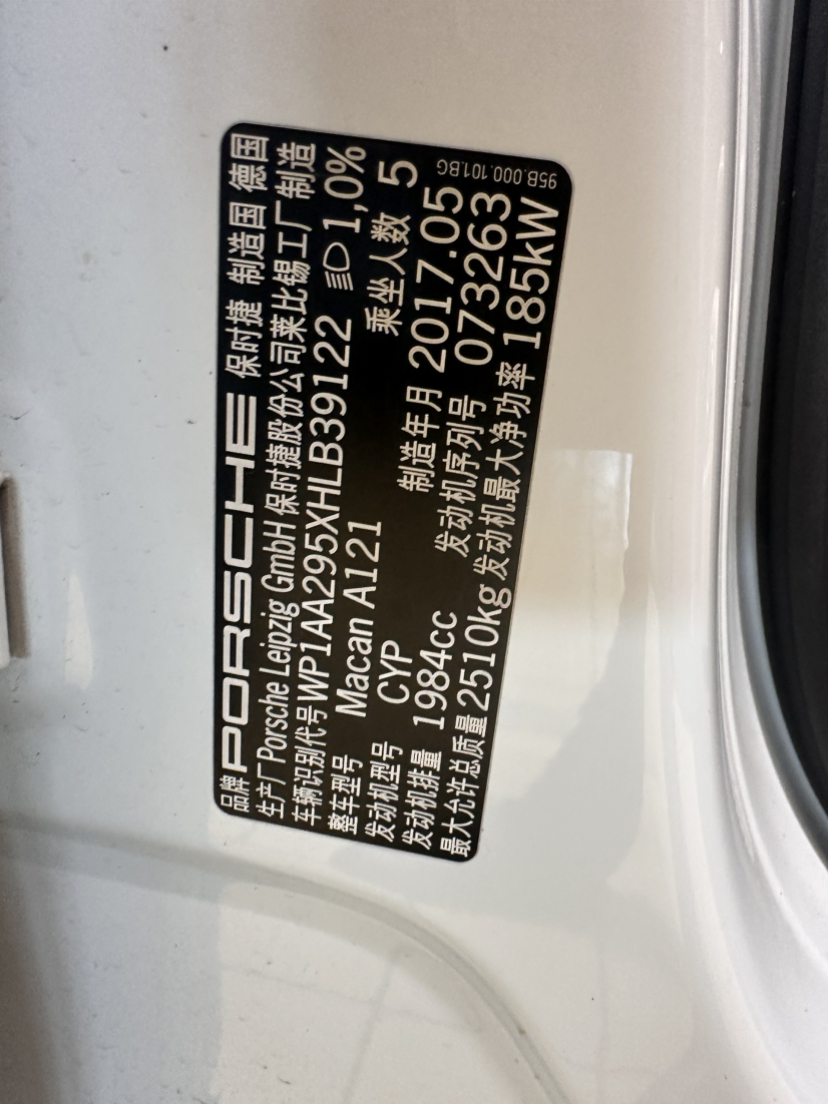 品牌 PORSCHE 保时捷 制造国 德国
生产厂 Porsche Leipzig GmbH 保时捷股份公司莱比锡工厂制造
车辆识别代号 WP1AA295XHLB39122 1,0%
整车型号 Macan A121 乘坐人数 5
发动机型号 CYP 制造年月 2017.05
发动机排量 1984cc 发动机序列号 073263
最大允许总质量 2510kg 发动机最大净功率 185kW
95B.000.101.BG